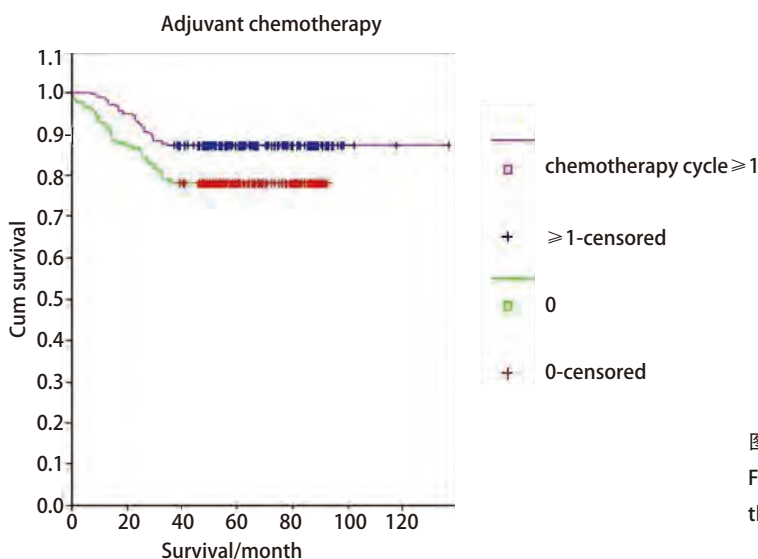 Adjuvant chemotherapy
1.1
1.0
0.9
0.8
0.7
0.6
0.5
0.4
0.3
0.2
0.1
0.0
Cum survival
0 20 40 60 80 100 120
Survival/month
chemotherapy cycle≥1
≥1-censored
0
0-censored
图
F
th